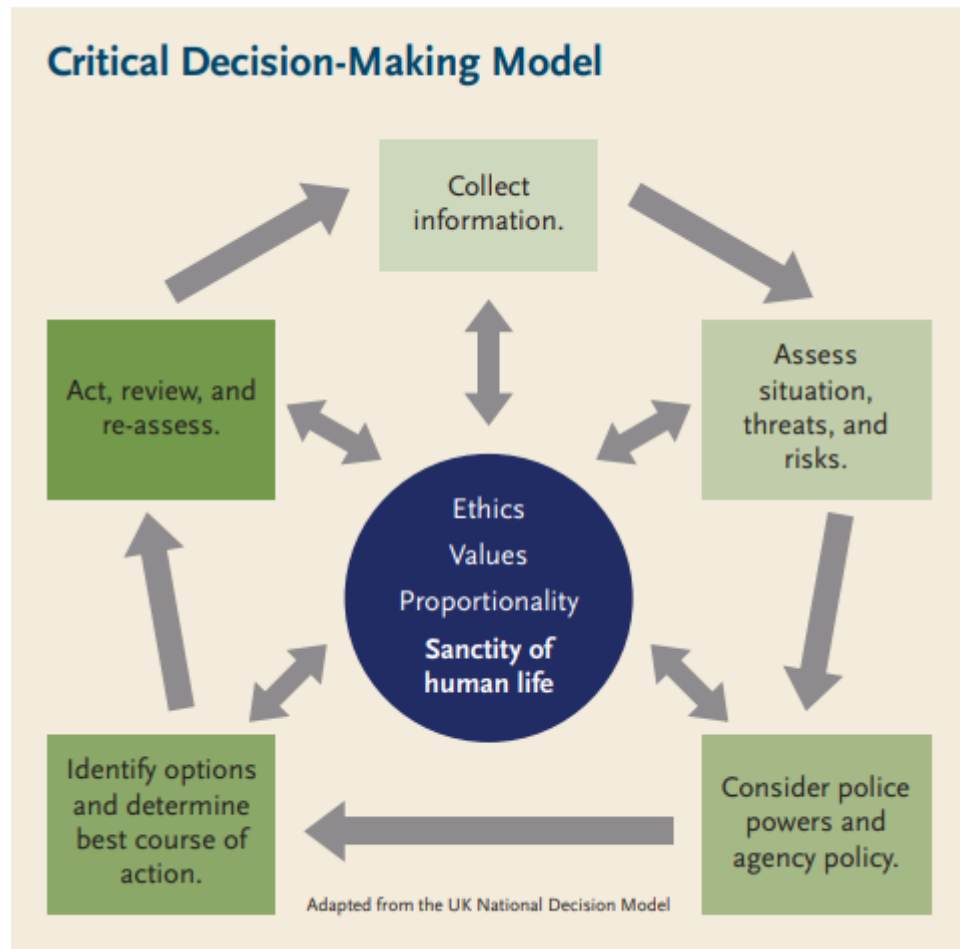 Critical Decision-Making Model
Collect
information.
Assess
situation,
threats, and
risks.
Consider police
powers and
agency policy.
Identify options
and determine
best course of
action.
Act, review, and
re-assess.
Ethics
Values
Proportionality
Sanctity of
human life
Adapted from the UK National Decision Model